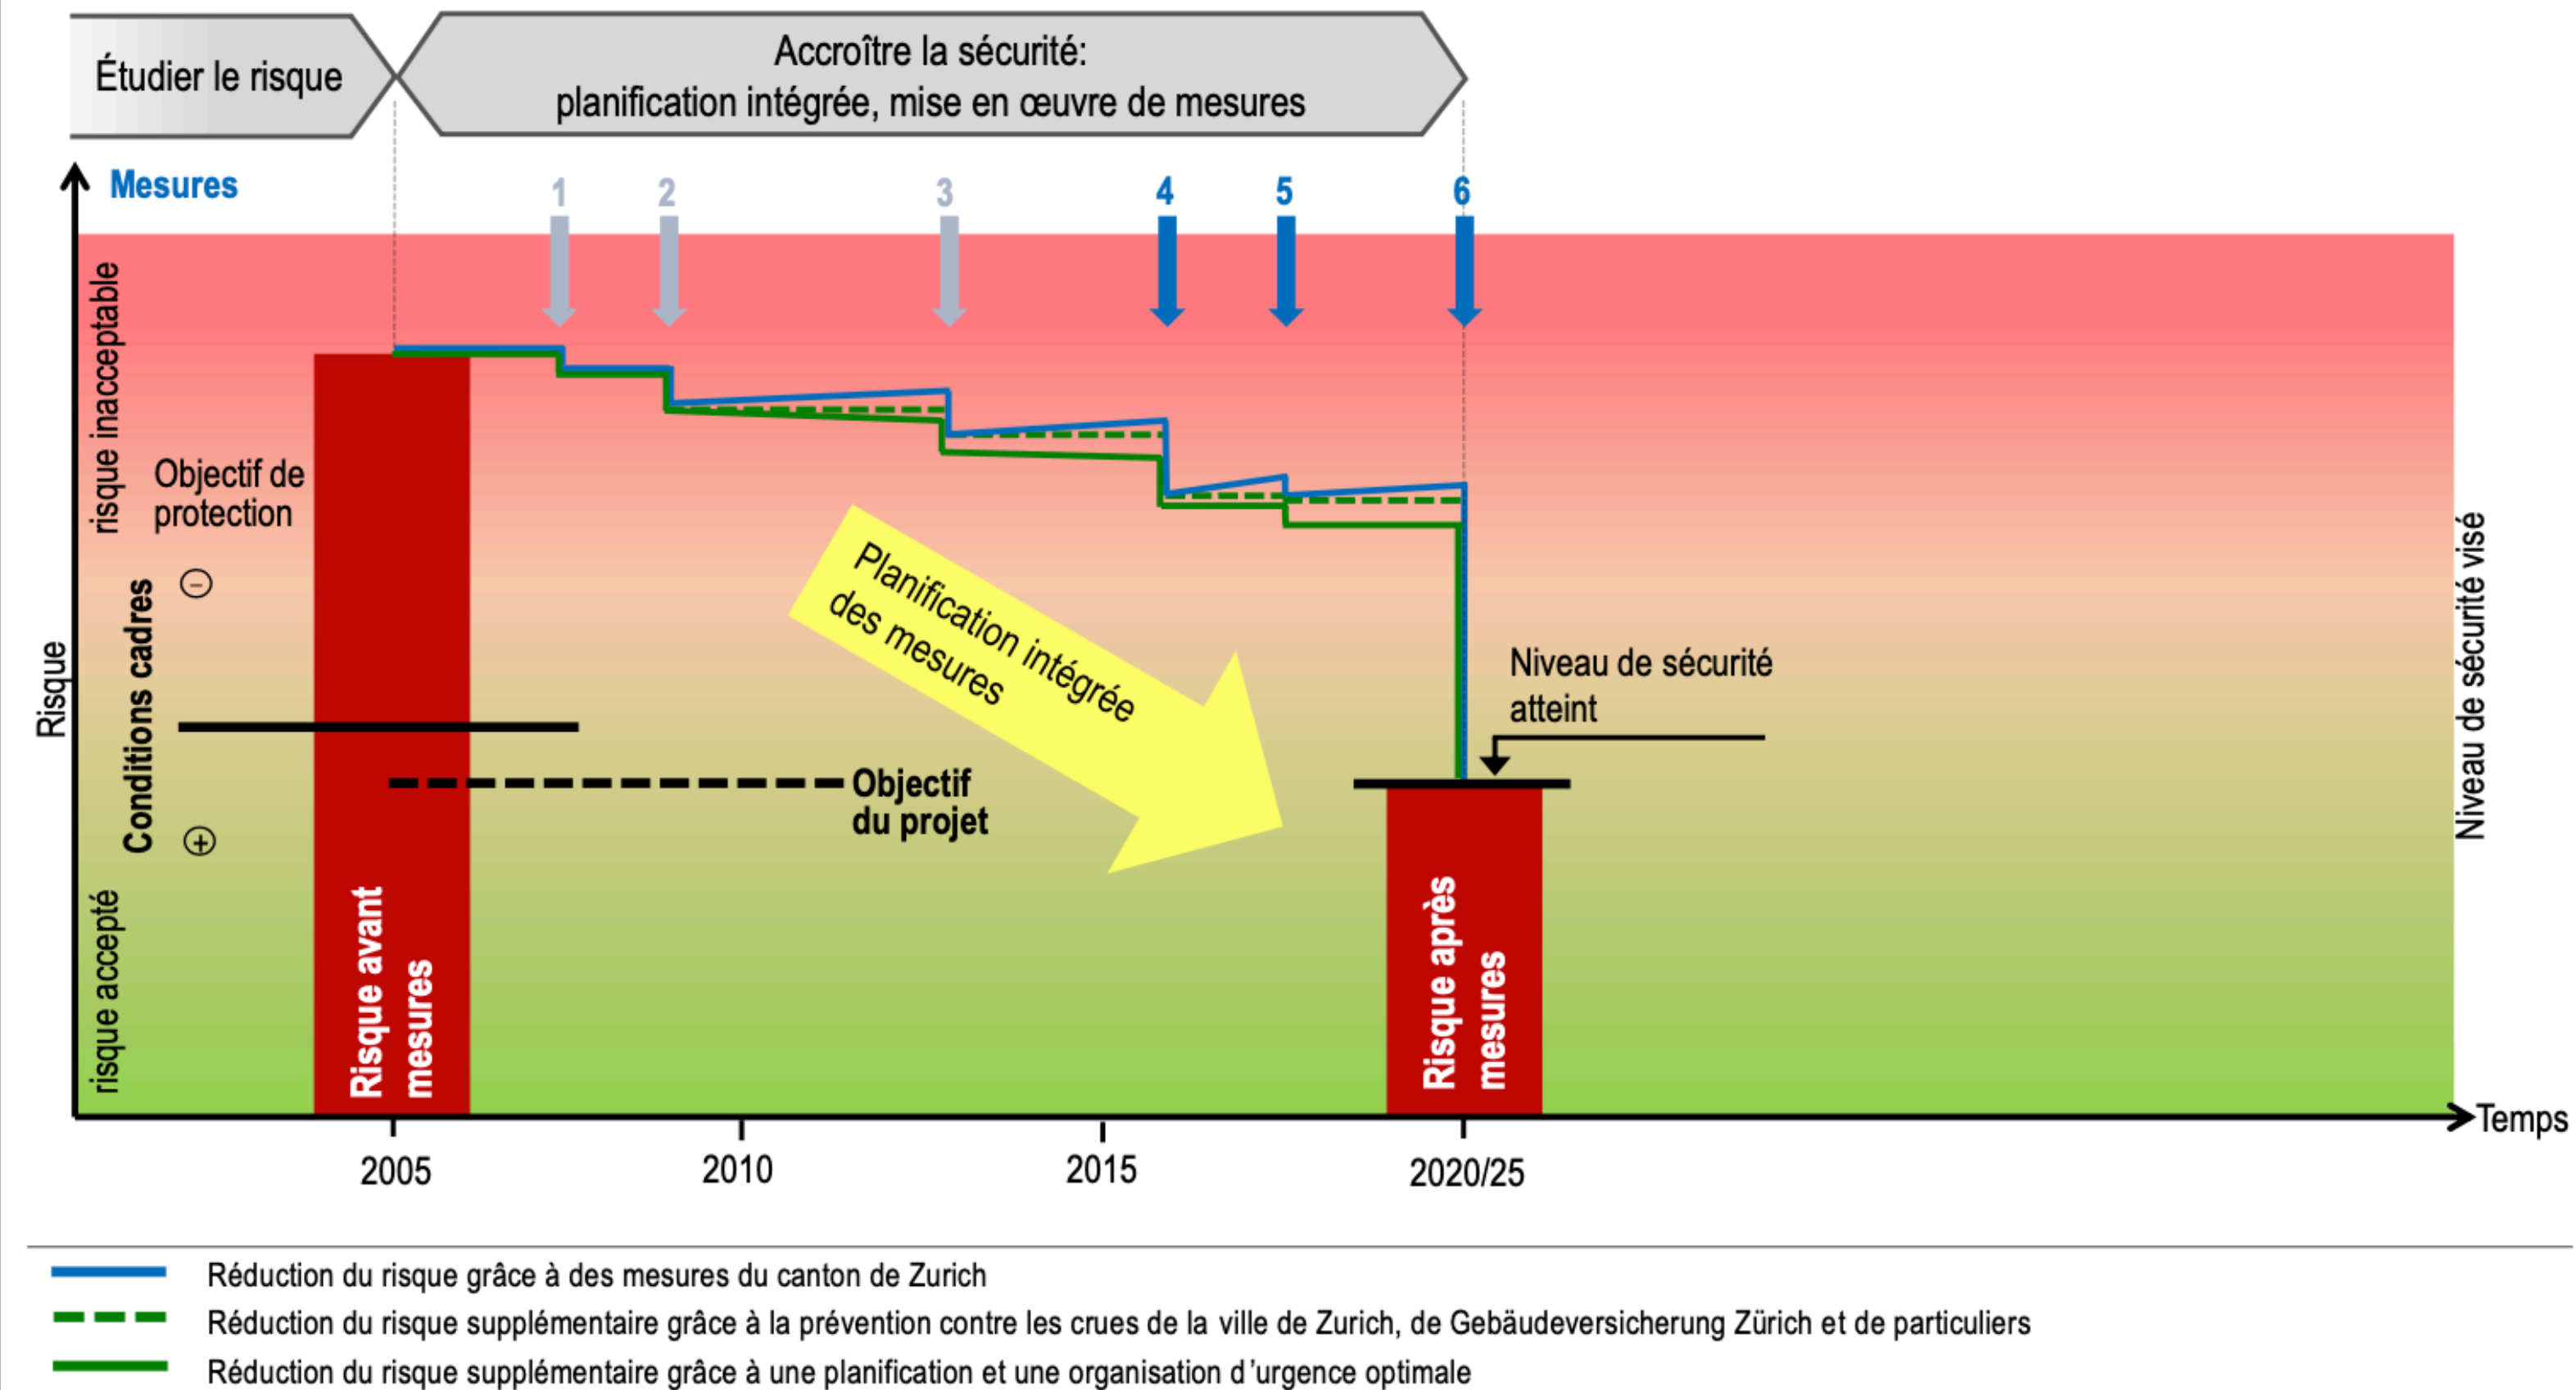 Étudier le risque
Accroître la sécurité:
planification intégrée, mise en œuvre de mesures
Mesures
1
2
3
4
5
6
risque inacceptable
Objectif de
protection
−
Conditions cadres
+
risque accepté
Risque
Risque avant
mesures
Objectif
du projet
Planification intégrée
des mesures
Niveau de sécurité
atteint
Risque après
mesures
Niveau de sécurité visé
Temps
2005
2010
2015
2020/25
Réduction du risque grâce à des mesures du canton de Zurich
Réduction du risque supplémentaire grâce à la prévention contre les crues de la ville de Zurich, de Gebäudeversicherung Zürich et de particuliers
Réduction du risque supplémentaire grâce à une planification et une organisation d’urgence optimale